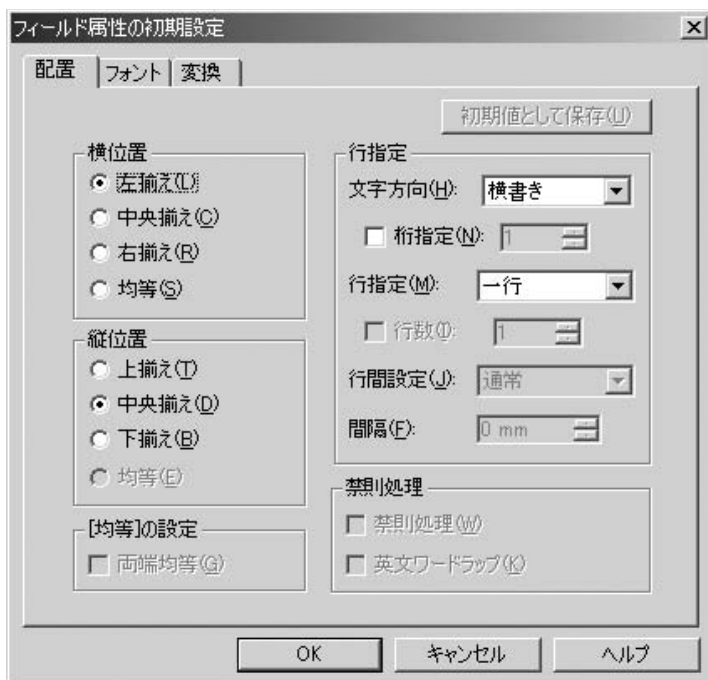 フィールド属性の初期設定
配置 フォント 変換
初期値として保存(U)
横位置
左揃え(L)
中央揃え(C)
右揃え(R)
均等(S)
縦位置
上揃え(T)
中央揃え(D)
下揃え(B)
均等(E)
[均等]の設定
両端均等(G)
行指定
文字方向(H): 横書き
桁指定(N): 1
行指定(M): 一行
行数(I): 1
行間設定(J): 通常
間隔(F): 0 mm
禁則処理
禁則処理(W)
英文ワードラップ(K)
OK キャンセル ヘルプ